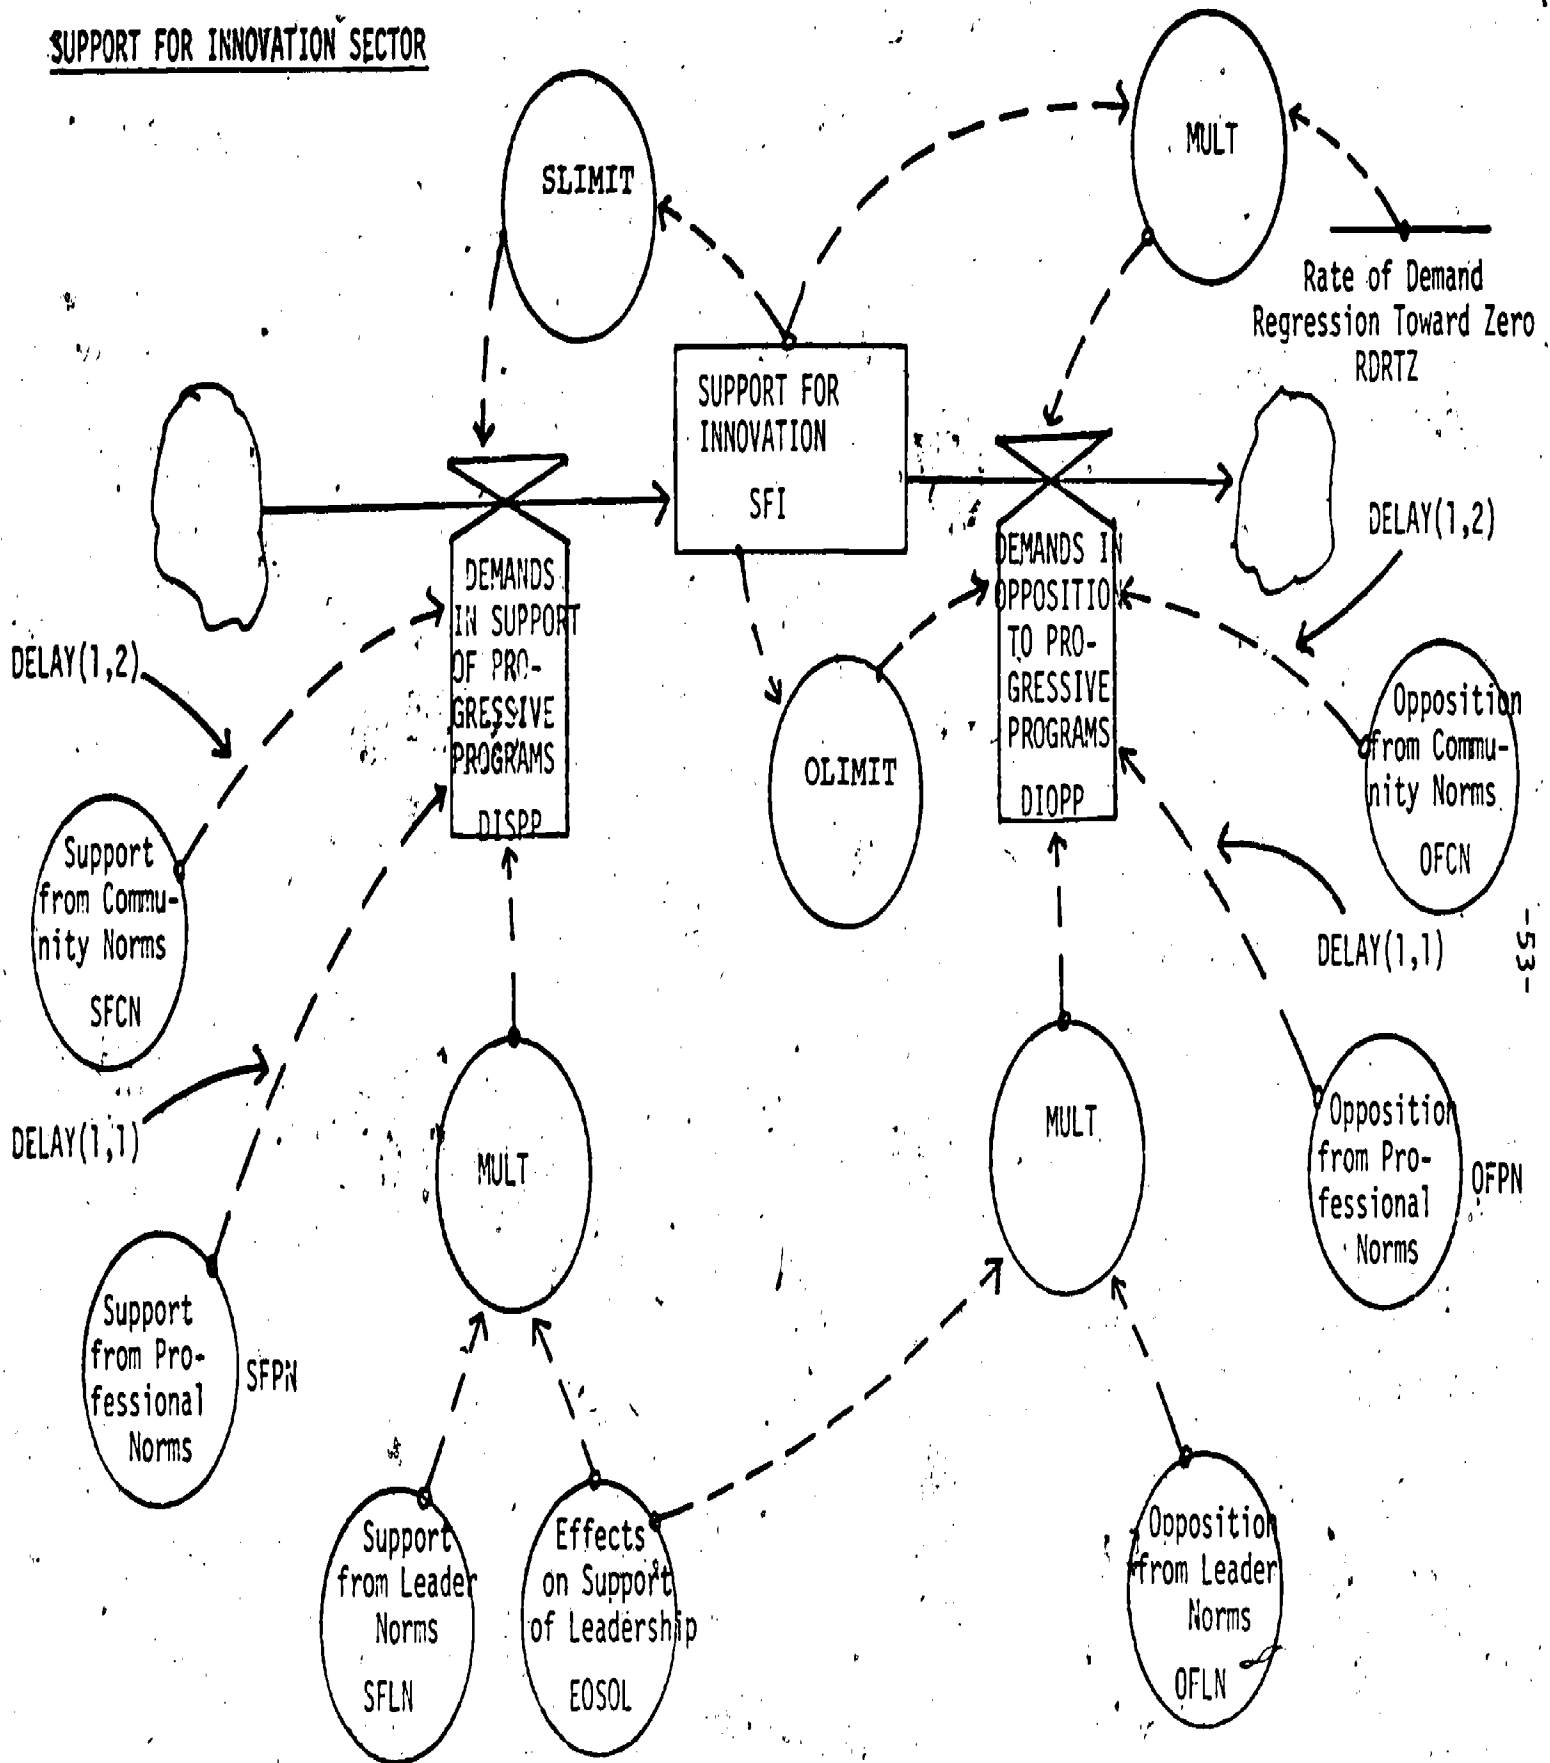 SUPPORT FOR INNOVATION SECTOR
SLIMIT
MULT
Rate of Demand
Regression Toward Zero
RDRTZ
SUPPORT FOR
INNOVATION
SFI
DELAY(1,2)
DEMANDS
IN SUPPORT
OF PRO-
GRESSIVE
PROGRAMS
DISPP
DEMANDS IN
OPPOSITION
TO PRO-
GRESSIVE
PROGRAMS
DIOPP
DELAY(1,2)
OLIMIT
Opposition
from Commu-
nity Norms
OFCN
Support
from Commu-
nity Norms
SFCN
DELAY(1,1)
-53-
DELAY(1,1)
MULT
MULT
Opposition
from Pro-
fessional
Norms
OFPN
Support
from Pro-
fessional
Norms
SFPN
Support
from Leader
Norms
SFLN
Effects
on Support
of Leadership
EOSOL
Opposition
from Leader
Norms
OFLN